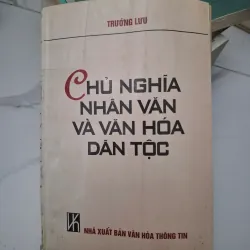 TRƯỜNG LƯU
CHỦ NGHĨA
NHÂN VĂN
VÀ VĂN HÓA
DÂN TỘC
NHÀ XUẤT BẢN VĂN HÓA THÔNG TIN